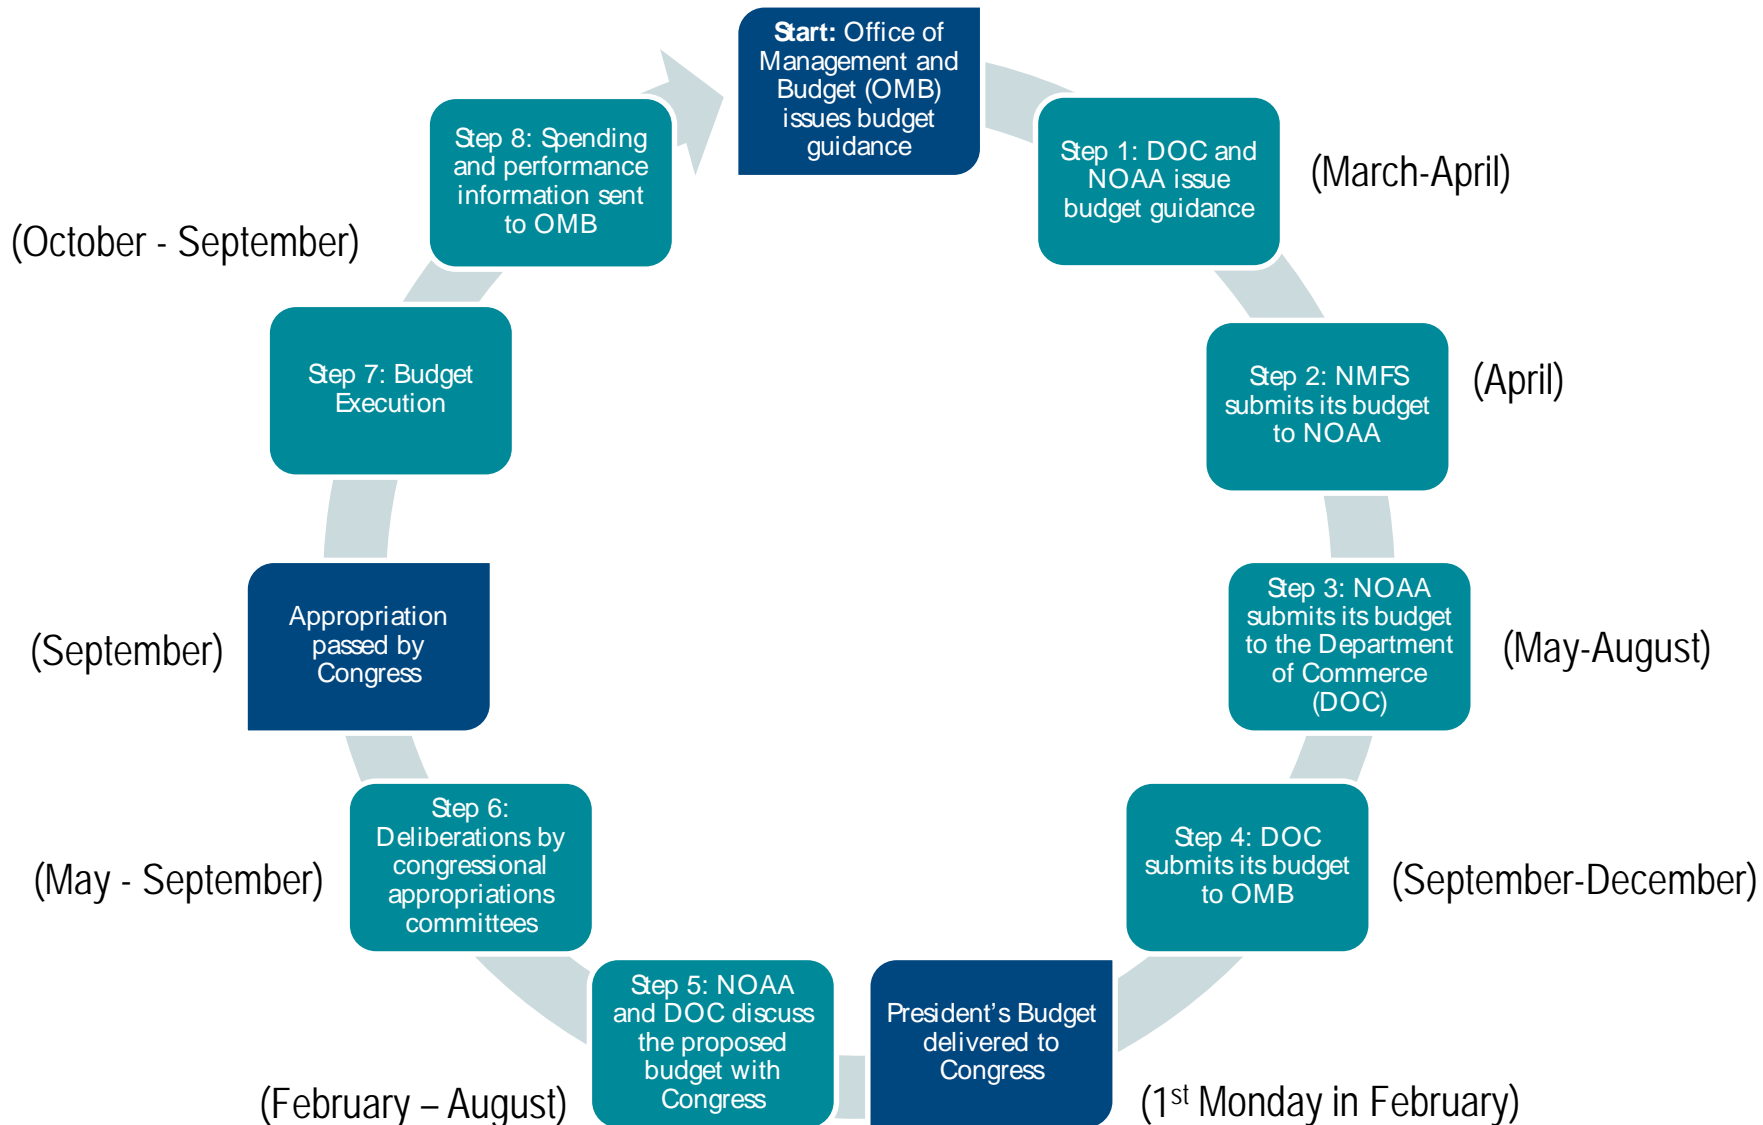 Start: Office of
Management and
Budget (OMB)
issues budget
guidance
Step 1: DOC and
NOAA issue
budget guidance
(March-April)
Step 2: NMFS
submits its budget
to NOAA
(April)
Step 3: NOAA
submits its budget
to the Department
of Commerce
(DOC)
(May-August)
Step 4: DOC
submits its budget
to OMB
(September-December)
President’s Budget
delivered to
Congress
(1st Monday in February)
Step 5: NOAA
and DOC discuss
the proposed
budget with
Congress
(February – August)
Step 6:
Deliberations by
congressional
appropriations
committees
(May - September)
Appropriation
passed by
Congress
(September)
Step 7: Budget
Execution
(October - September)
Step 8: Spending
and performance
information sent
to OMB